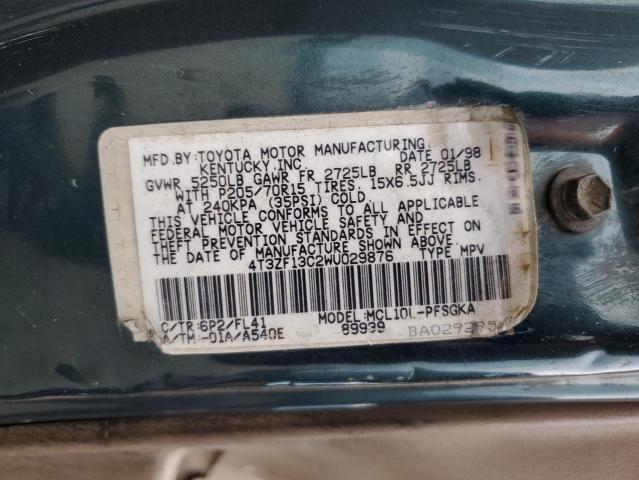 MFD.BY:TOYOTA MOTOR MANUFACTURING,
KENTUCKY,INC. DATE 01/98
GVWR 5250LB GAWR FR 2725LB RR 2725LB
WITH P205/70R15 TIRES, 15X6.5JJ RIMS,
AT 240KPA (35PSI) COLD.
THIS VEHICLE CONFORMS TO ALL APPLICABLE
FEDERAL MOTOR VEHICLE SAFETY AND
THEFT PREVENTION STANDARDS IN EFFECT ON
THE DATE OF MANUFACTURE SHOWN ABOVE.
4T3ZF13C2WU029876 TYPE MPV
C/TR:6P2/FL41 MODEL:MCL10L-PFSGKA
A/TM:-01A/A540E 89939